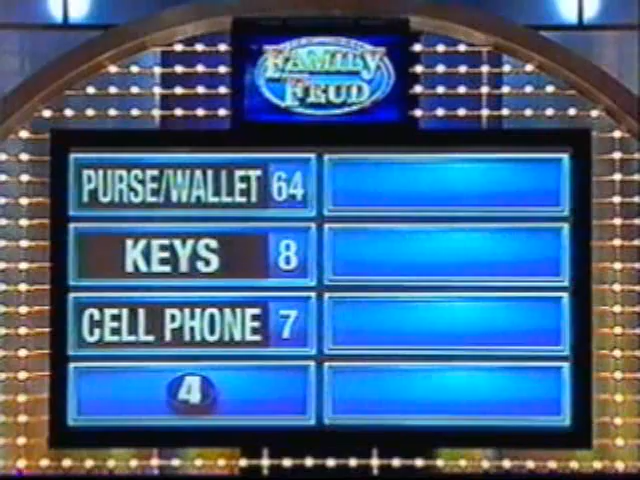 FAMILY
FEUD
PURSE/WALLET 64
KEYS 8
CELL PHONE 7
4